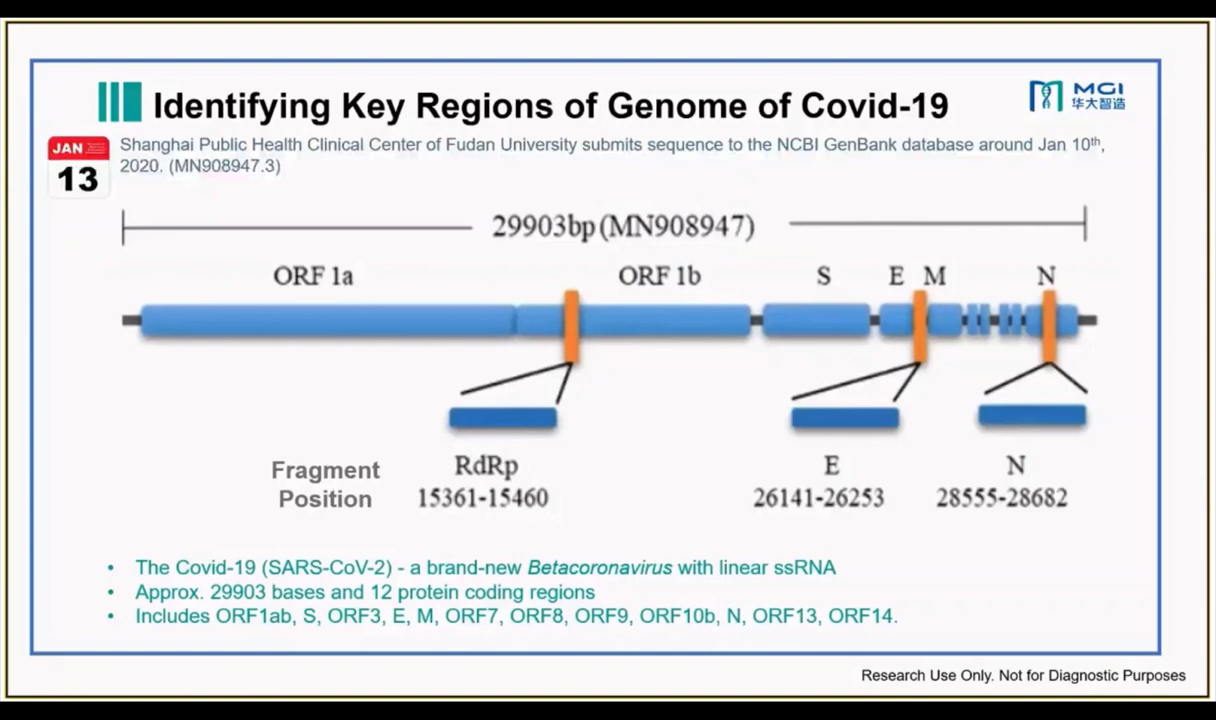 Identifying Key Regions of Genome of Covid-19
MGI
华大智造
JAN
13
Shanghai Public Health Clinical Center of Fudan University submits sequence to the NCBI GenBank database around Jan 10th,
2020. (MN908947.3)
29903bp (MN908947)
ORF 1a ORF 1b S E M N
Fragment
Position
RdRp E N
15361-15460 26141-26253 28555-28682
• The Covid-19 (SARS-CoV-2) - a brand-new Betacoronavirus with linear ssRNA
• Approx. 29903 bases and 12 protein coding regions
• Includes ORF1ab, S, ORF3, E, M, ORF7, ORF8, ORF9, ORF10b, N, ORF13, ORF14.
Research Use Only. Not for Diagnostic Purposes